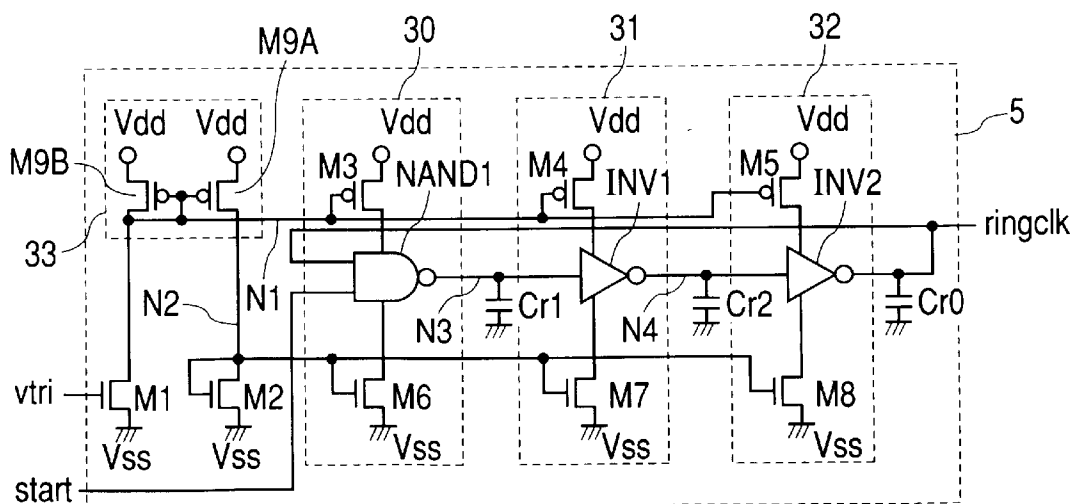 30
31
32
M9A
5
Vdd
Vdd
Vdd
Vdd
Vdd
M9B
M3
NAND1
M4
INV1
M5
INV2
33
ringclk
N1
N2
N3
Cr1
N4
Cr2
Cr0
vtri
M1
M2
M6
M7
M8
Vss
Vss
Vss
Vss
Vss
start